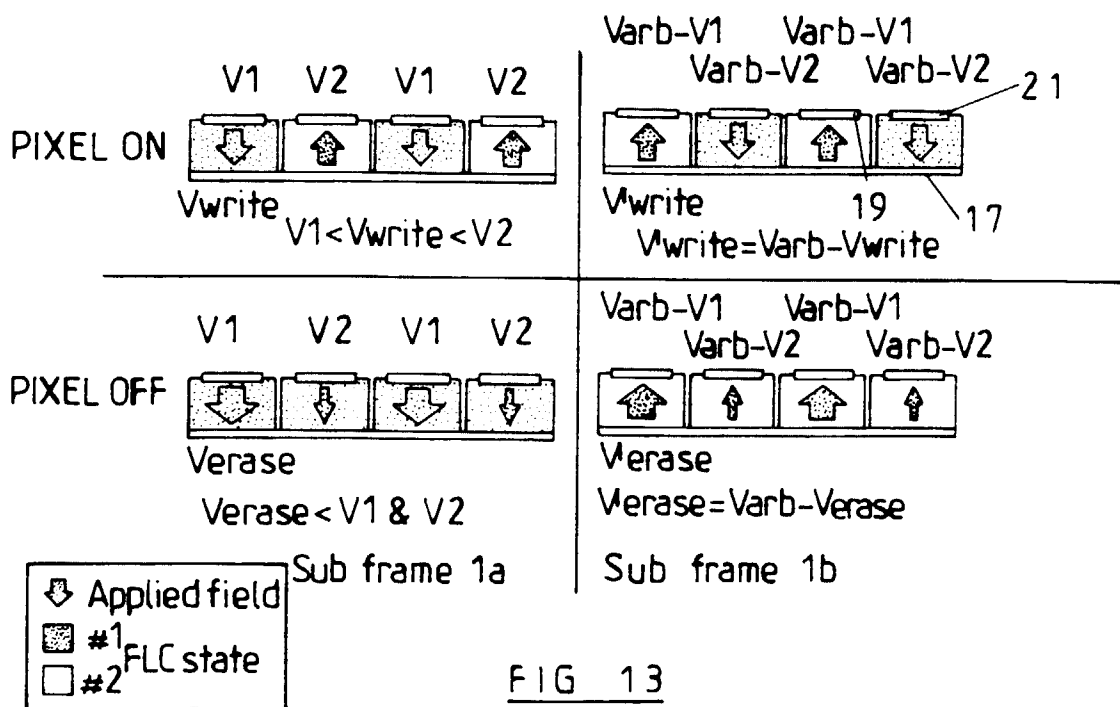 Varb-V1 Varb-V1
V1 V2 V1 V2
Varb-V2 Varb-V2
21
PIXEL ON
Vwrite
V1<Vwrite<V2
V'write
19
17
V'write=Varb-Vwrite
Varb-V1 Varb-V1
V1 V2 V1 V2
Varb-V2 Varb-V2
PIXEL OFF
Verase
Verase<V1 & V2
V'erase
V'erase=Varb-Verase
Sub frame 1a
Sub frame 1b
Applied field
#1
FLC state
#2
FIG 13